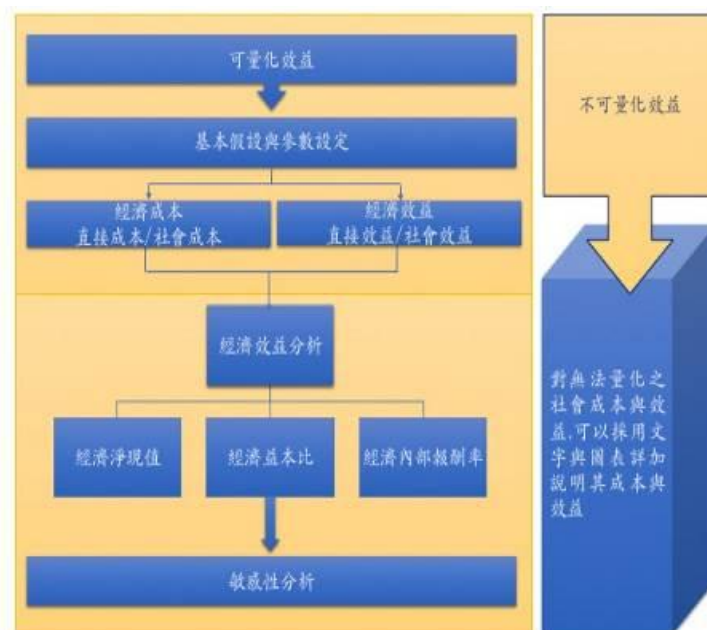 可量化效益
基本假設與參數設定
經濟成本
直接成本/社會成本
經濟效益
直接效益/社會效益
經濟效益分析
經濟淨現值
經濟益本比
經濟內部報酬率
敏感性分析
不可量化效益
對無法量化之
社會成本與效
益,可以採用文
字與圖表詳加
說明其成本與
效益